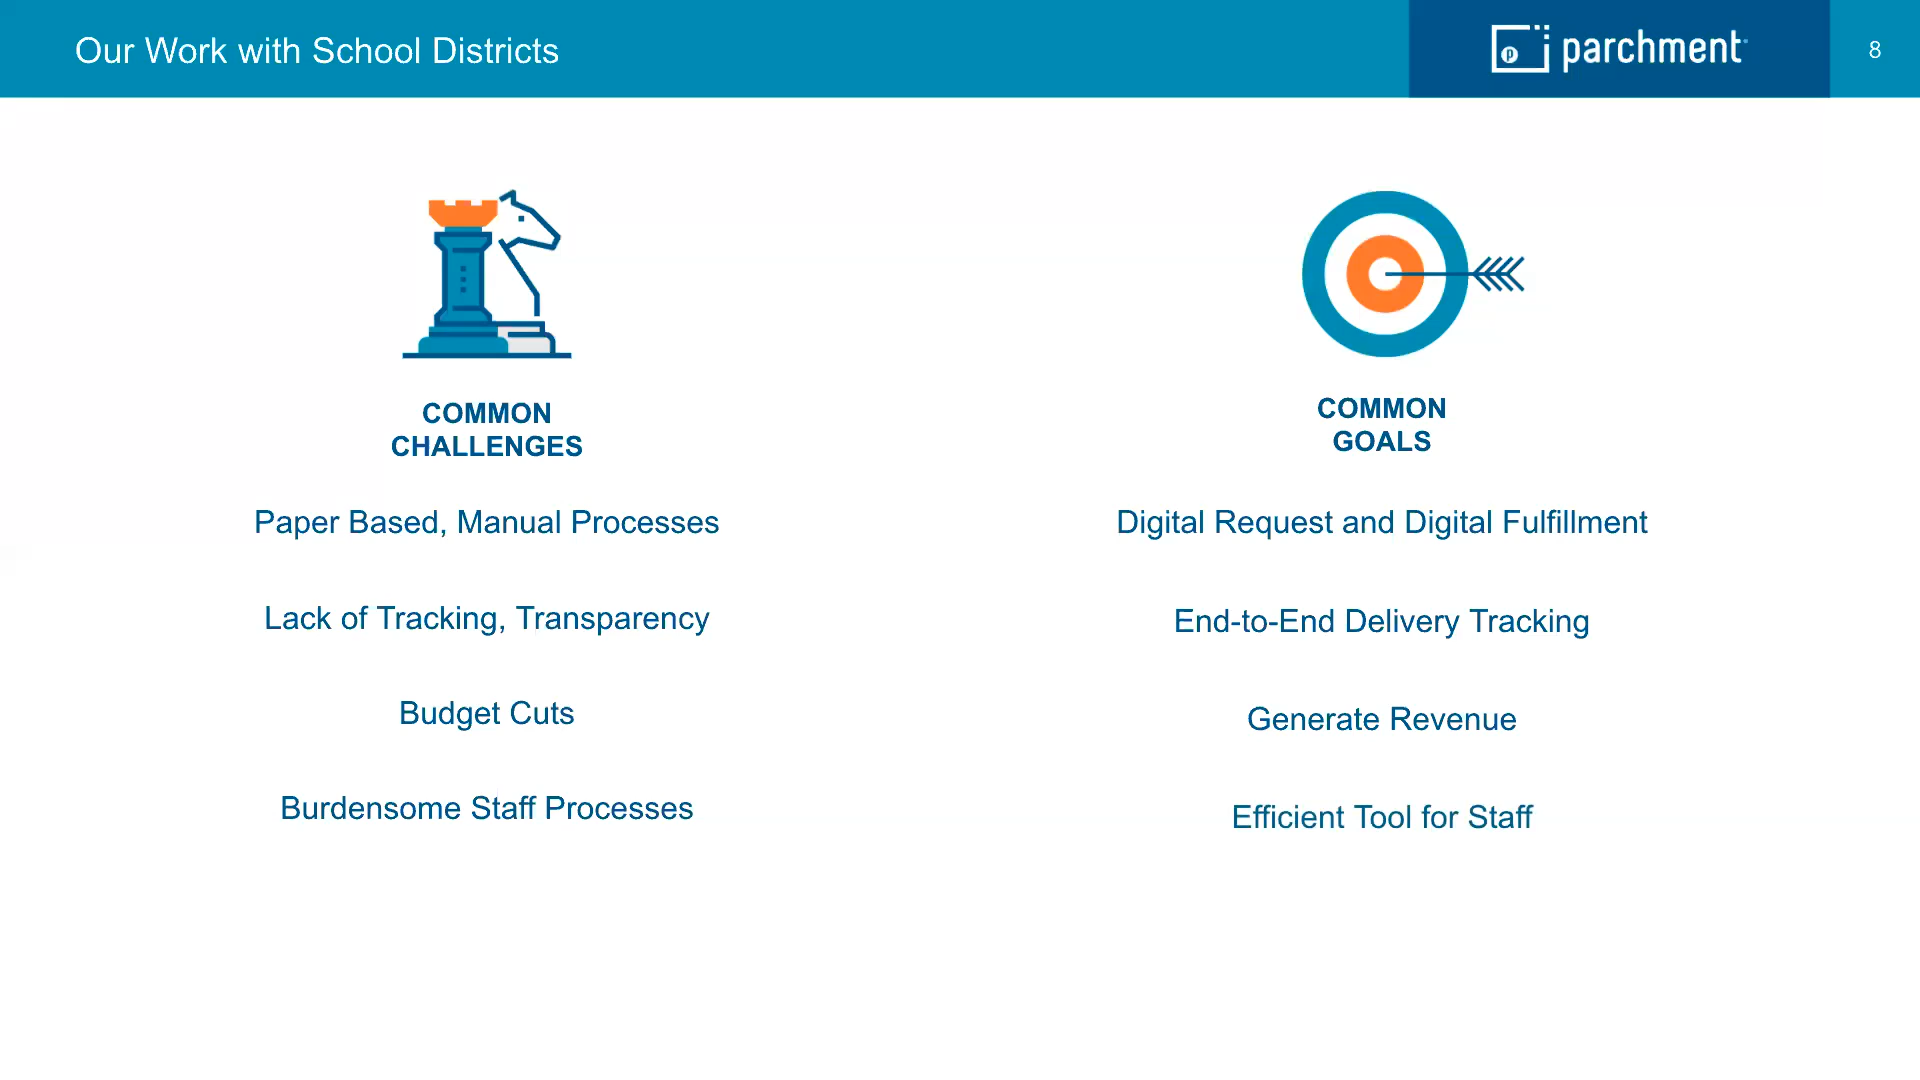 Our Work with School Districts
parchment
8
COMMON
CHALLENGES
Paper Based, Manual Processes
Lack of Tracking, Transparency
Budget Cuts
Burdensome Staff Processes
COMMON
GOALS
Digital Request and Digital Fulfillment
End-to-End Delivery Tracking
Generate Revenue
Efficient Tool for Staff